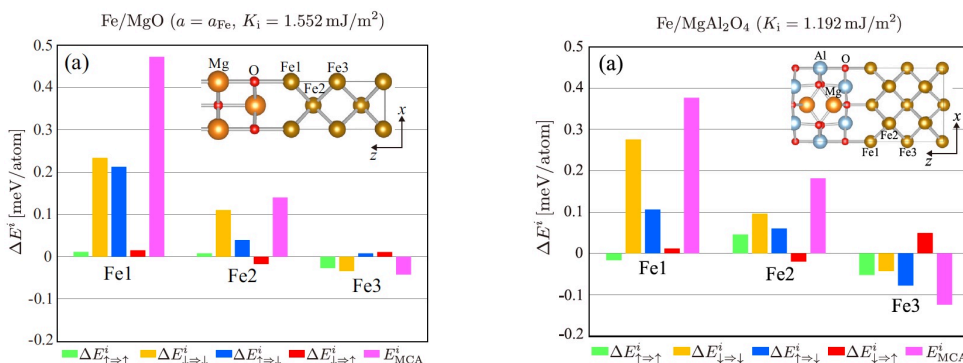 Fe/MgO (a = a_Fe, K_i = 1.552 mJ/m²)
0.5
0.4
0.3
0.2
0.1
0
-0.1
-0.2
ΔE^i [meV/atom]
(a)
Mg
O
Fe1
Fe3
Fe2
x
z
Fe1
Fe2
Fe3
ΔE^i_↑⇒↑ ΔE^i_↓⇒↓ ΔE^i_↑⇒↓ ΔE^i_↓⇒↑ E^i_MCA
Fe/MgAl₂O₄ (K_i = 1.192 mJ/m²)
0.5
0.4
0.3
0.2
0.1
0
-0.1
-0.2
ΔE^i [meV/atom]
(a)
Al
O
Mg
Fe2
Fe1
Fe3
x
z
Fe1
Fe2
Fe3
ΔE^i_↑⇒↑ ΔE^i_↓⇒↓ ΔE^i_↑⇒↓ ΔE^i_↓⇒↑ E^i_MCA